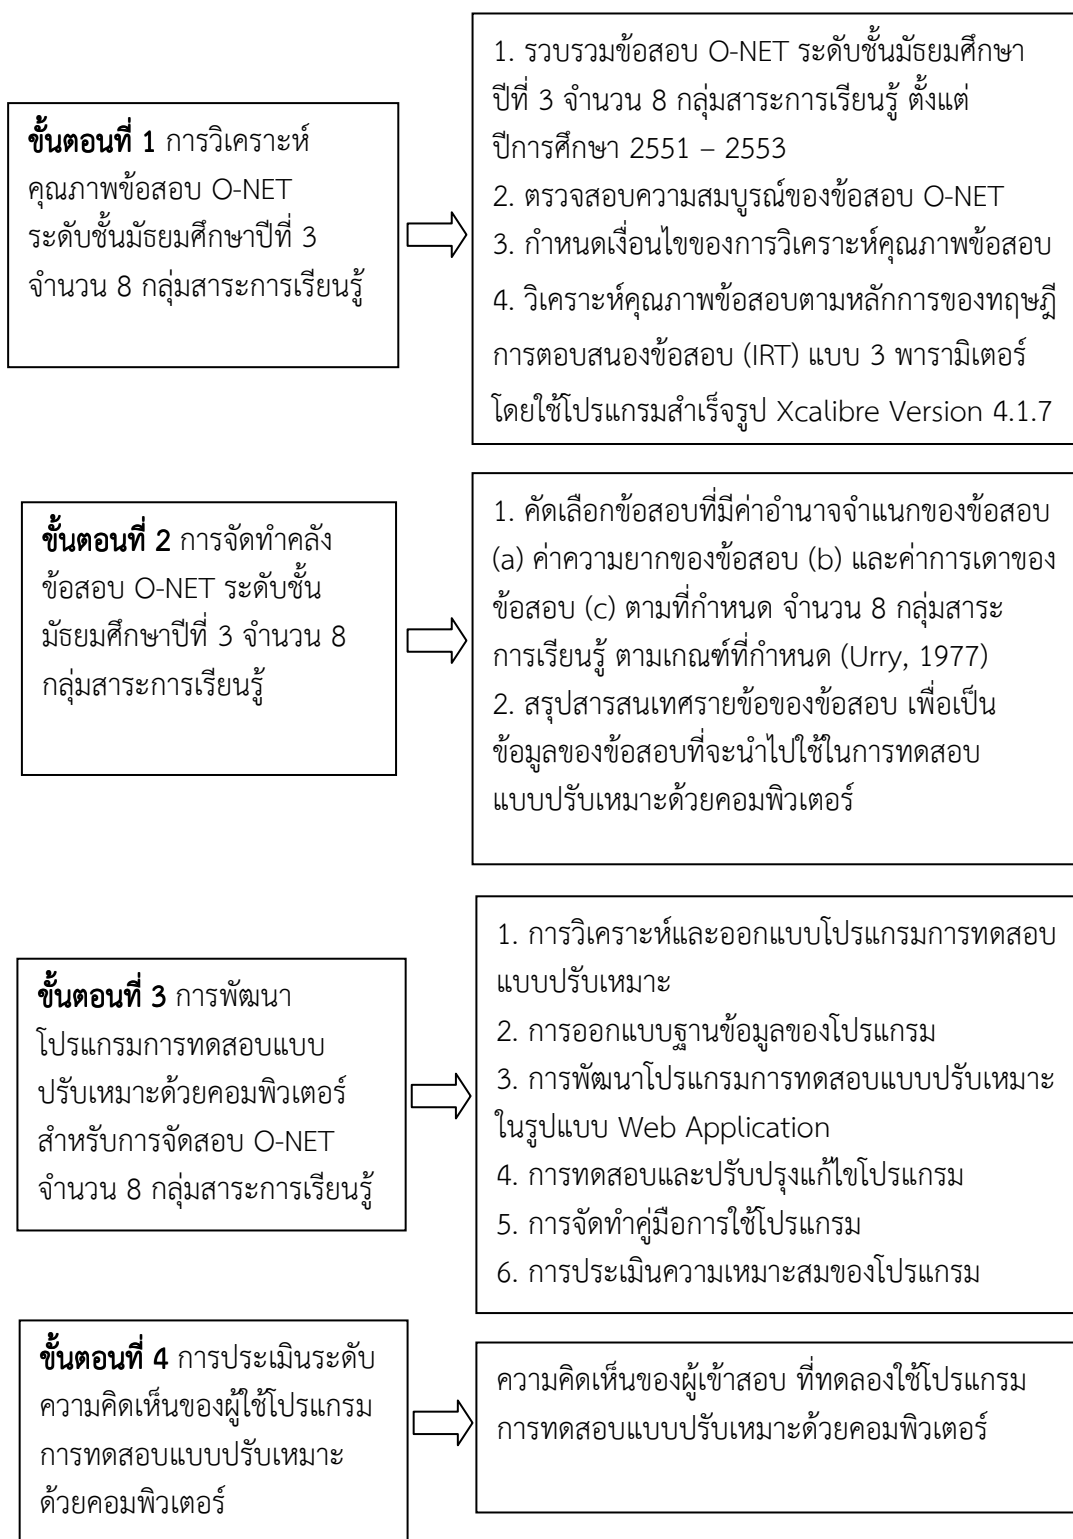 ขั้นตอนที่ 1 การวิเคราะห์
คุณภาพข้อสอบ O-NET
ระดับชั้นมัธยมศึกษาปีที่ 3
จำนวน 8 กลุ่มสาระการเรียนรู้
1. รวบรวมข้อสอบ O-NET ระดับชั้นมัธยมศึกษา
ปีที่ 3 จำนวน 8 กลุ่มสาระการเรียนรู้ ตั้งแต่
ปีการศึกษา 2551 – 2553
2. ตรวจสอบความสมบูรณ์ของข้อสอบ O-NET
3. กำหนดเงื่อนไขของการวิเคราะห์คุณภาพข้อสอบ
4. วิเคราะห์คุณภาพข้อสอบตามหลักการของทฤษฎี
การตอบสนองข้อสอบ (IRT) แบบ 3 พารามิเตอร์
โดยใช้โปรแกรมสำเร็จรูป Xcalibre Version 4.1.7
ขั้นตอนที่ 2 การจัดทำคลัง
ข้อสอบ O-NET ระดับชั้น
มัธยมศึกษาปีที่ 3 จำนวน 8
กลุ่มสาระการเรียนรู้
1. คัดเลือกข้อสอบที่มีค่าอำนาจจำแนกของข้อสอบ
(a) ค่าความยากของข้อสอบ (b) และค่าการเดาของ
ข้อสอบ (c) ตามที่กำหนด จำนวน 8 กลุ่มสาระ
การเรียนรู้ ตามเกณฑ์ที่กำหนด (Urry, 1977)
2. สรุปสารสนเทศรายข้อของข้อสอบ เพื่อเป็น
ข้อมูลของข้อสอบที่จะนำไปใช้ในการทดสอบ
แบบปรับเหมาะด้วยคอมพิวเตอร์
ขั้นตอนที่ 3 การพัฒนา
โปรแกรมการทดสอบแบบ
ปรับเหมาะด้วยคอมพิวเตอร์
สำหรับการจัดสอบ O-NET
จำนวน 8 กลุ่มสาระการเรียนรู้
1. การวิเคราะห์และออกแบบโปรแกรมการทดสอบ
แบบปรับเหมาะ
2. การออกแบบฐานข้อมูลของโปรแกรม
3. การพัฒนาโปรแกรมการทดสอบแบบปรับเหมาะ
ในรูปแบบ Web Application
4. การทดสอบและปรับปรุงแก้ไขโปรแกรม
5. การจัดทำคู่มือการใช้โปรแกรม
6. การประเมินความเหมาะสมของโปรแกรม
ขั้นตอนที่ 4 การประเมินระดับ
ความคิดเห็นของผู้ใช้โปรแกรม
การทดสอบแบบปรับเหมาะ
ด้วยคอมพิวเตอร์
ความคิดเห็นของผู้เข้าสอบ ที่ทดลองใช้โปรแกรม
การทดสอบแบบปรับเหมาะด้วยคอมพิวเตอร์